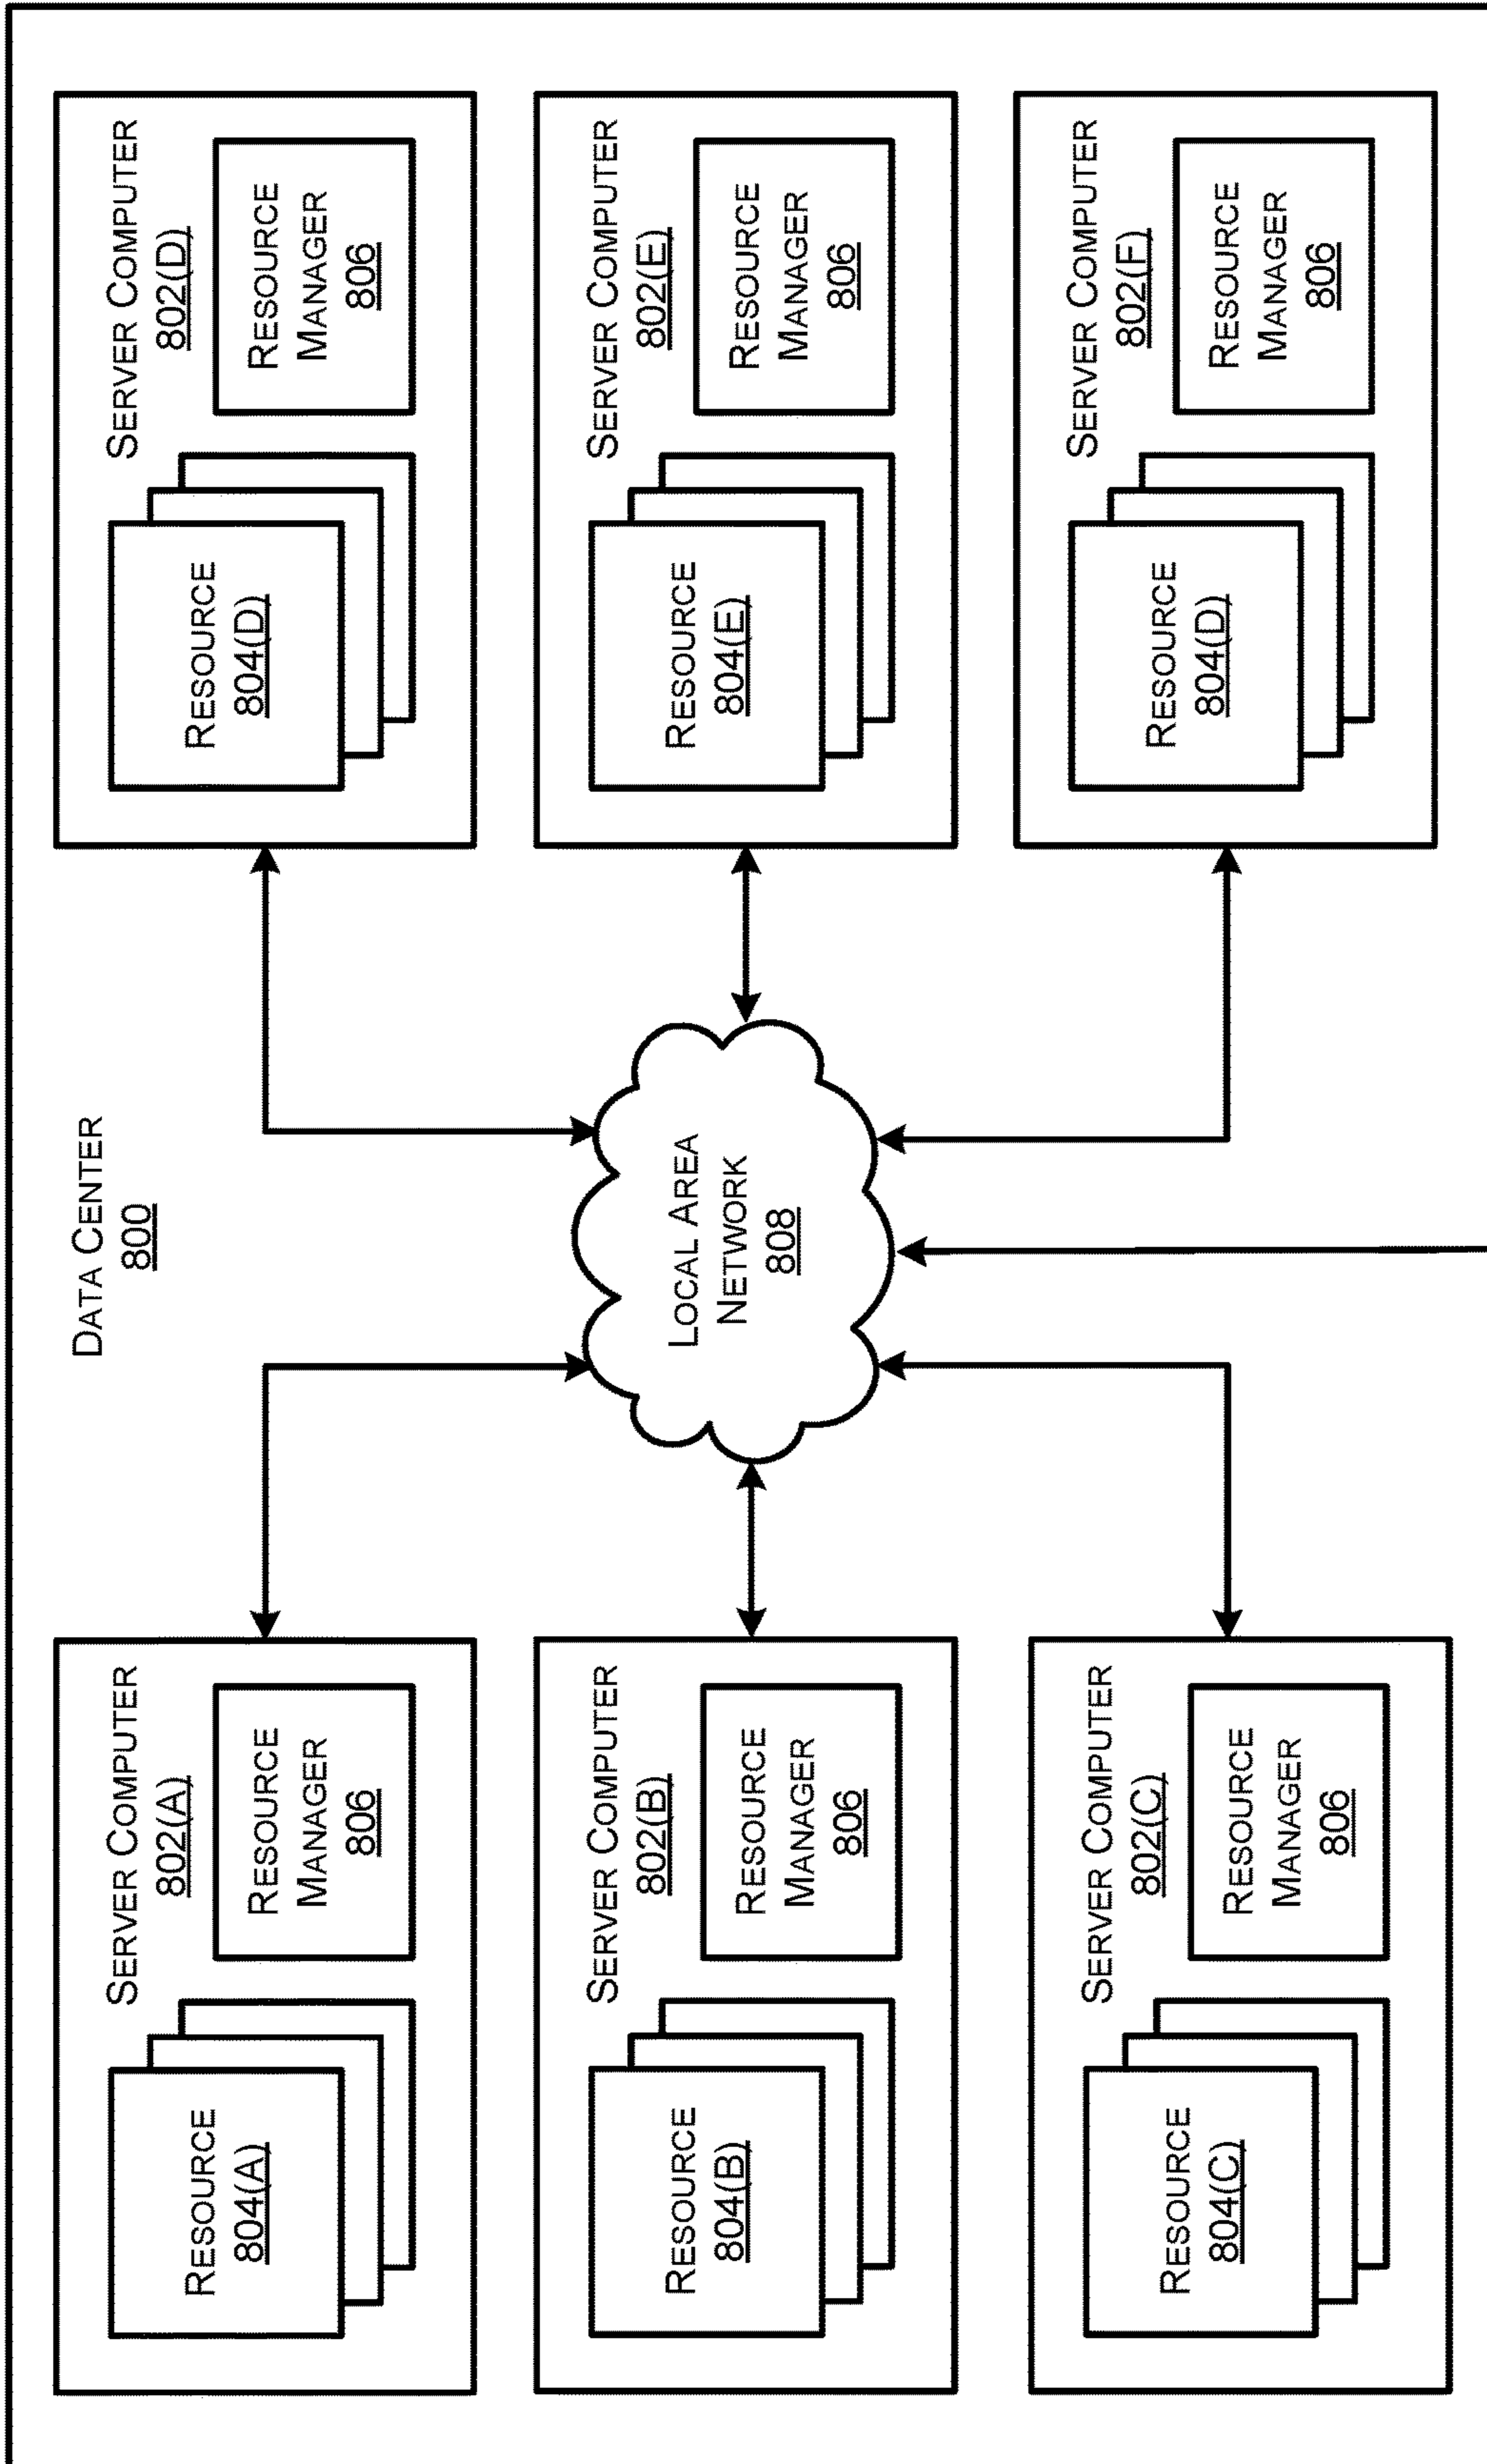 DATA CENTER
800
SERVER COMPUTER
802(A)
RESOURCE
804(A)
RESOURCE
MANAGER
806
SERVER COMPUTER
802(B)
RESOURCE
804(B)
RESOURCE
MANAGER
806
SERVER COMPUTER
802(C)
RESOURCE
804(C)
RESOURCE
MANAGER
806
LOCAL AREA
NETWORK
808
SERVER COMPUTER
802(D)
RESOURCE
804(D)
RESOURCE
MANAGER
806
SERVER COMPUTER
802(E)
RESOURCE
804(E)
RESOURCE
MANAGER
806
SERVER COMPUTER
802(F)
RESOURCE
804(D)
RESOURCE
MANAGER
806